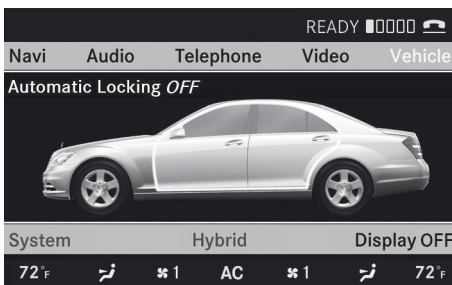 READY
Navi Audio Telephone Video Vehicle
Automatic Locking OFF
System Hybrid Display OFF
72°F 1 AC 1 72°F